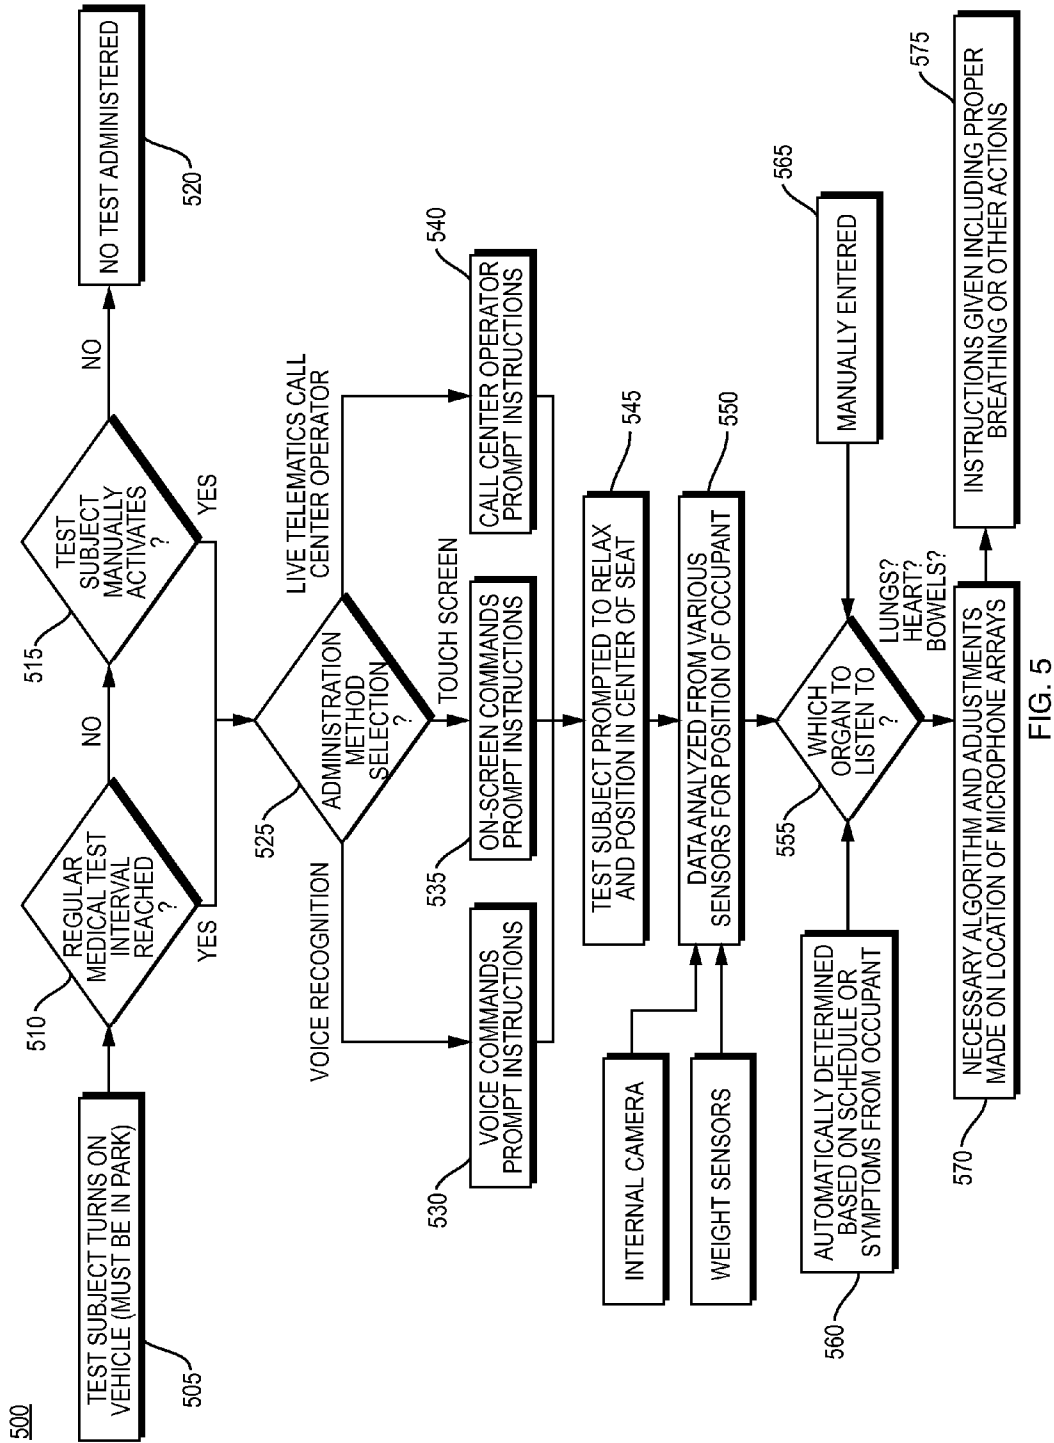 500
TEST SUBJECT TURNS ON
VEHICLE (MUST BE IN PARK)
505
REGULAR
MEDICAL TEST
INTERVAL
REACHED
?
510
NO
YES
TEST
SUBJECT
MANUALLY
ACTIVATES
?
515
NO
YES
NO TEST ADMINISTERED
520
ADMINISTRATION
METHOD
SELECTION
?
525
VOICE RECOGNITION
TOUCH SCREEN
LIVE TELEMATICS CALL
CENTER OPERATOR
VOICE COMMANDS
PROMPT INSTRUCTIONS
530
ON-SCREEN COMMANDS
PROMPT INSTRUCTIONS
535
CALL CENTER OPERATOR
PROMPT INSTRUCTIONS
540
TEST SUBJECT PROMPTED TO RELAX
AND POSITION IN CENTER OF SEAT
545
INTERNAL CAMERA
WEIGHT SENSORS
DATA ANALYZED FROM VARIOUS
SENSORS FOR POSITION OF OCCUPANT
550
AUTOMATICALLY DETERMINED
BASED ON SCHEDULE OR
SYMPTOMS FROM OCCUPANT
560
WHICH
ORGAN TO
LISTEN TO
?
555
MANUALLY ENTERED
565
LUNGS?
HEART?
BOWELS?
NECESSARY ALGORITHM AND ADJUSTMENTS
MADE ON LOCATION OF MICROPHONE ARRAYS
570
INSTRUCTIONS GIVEN INCLUDING PROPER
BREATHING OR OTHER ACTIONS
575
FIG. 5